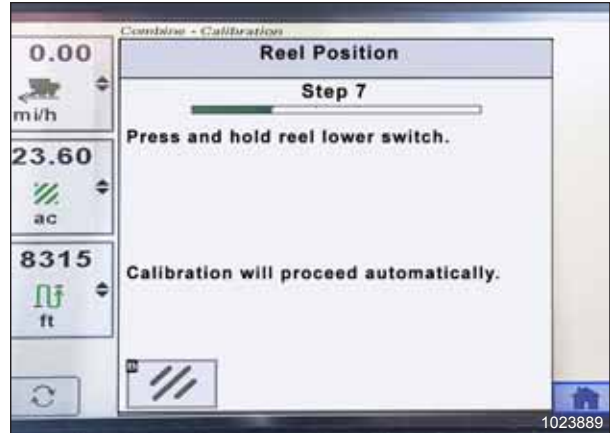 Combine - Calibration
Reel Position
0.00
mi/h
Step 7
Press and hold reel lower switch.
23.60
ac
8315
ft
Calibration will proceed automatically.
1023889